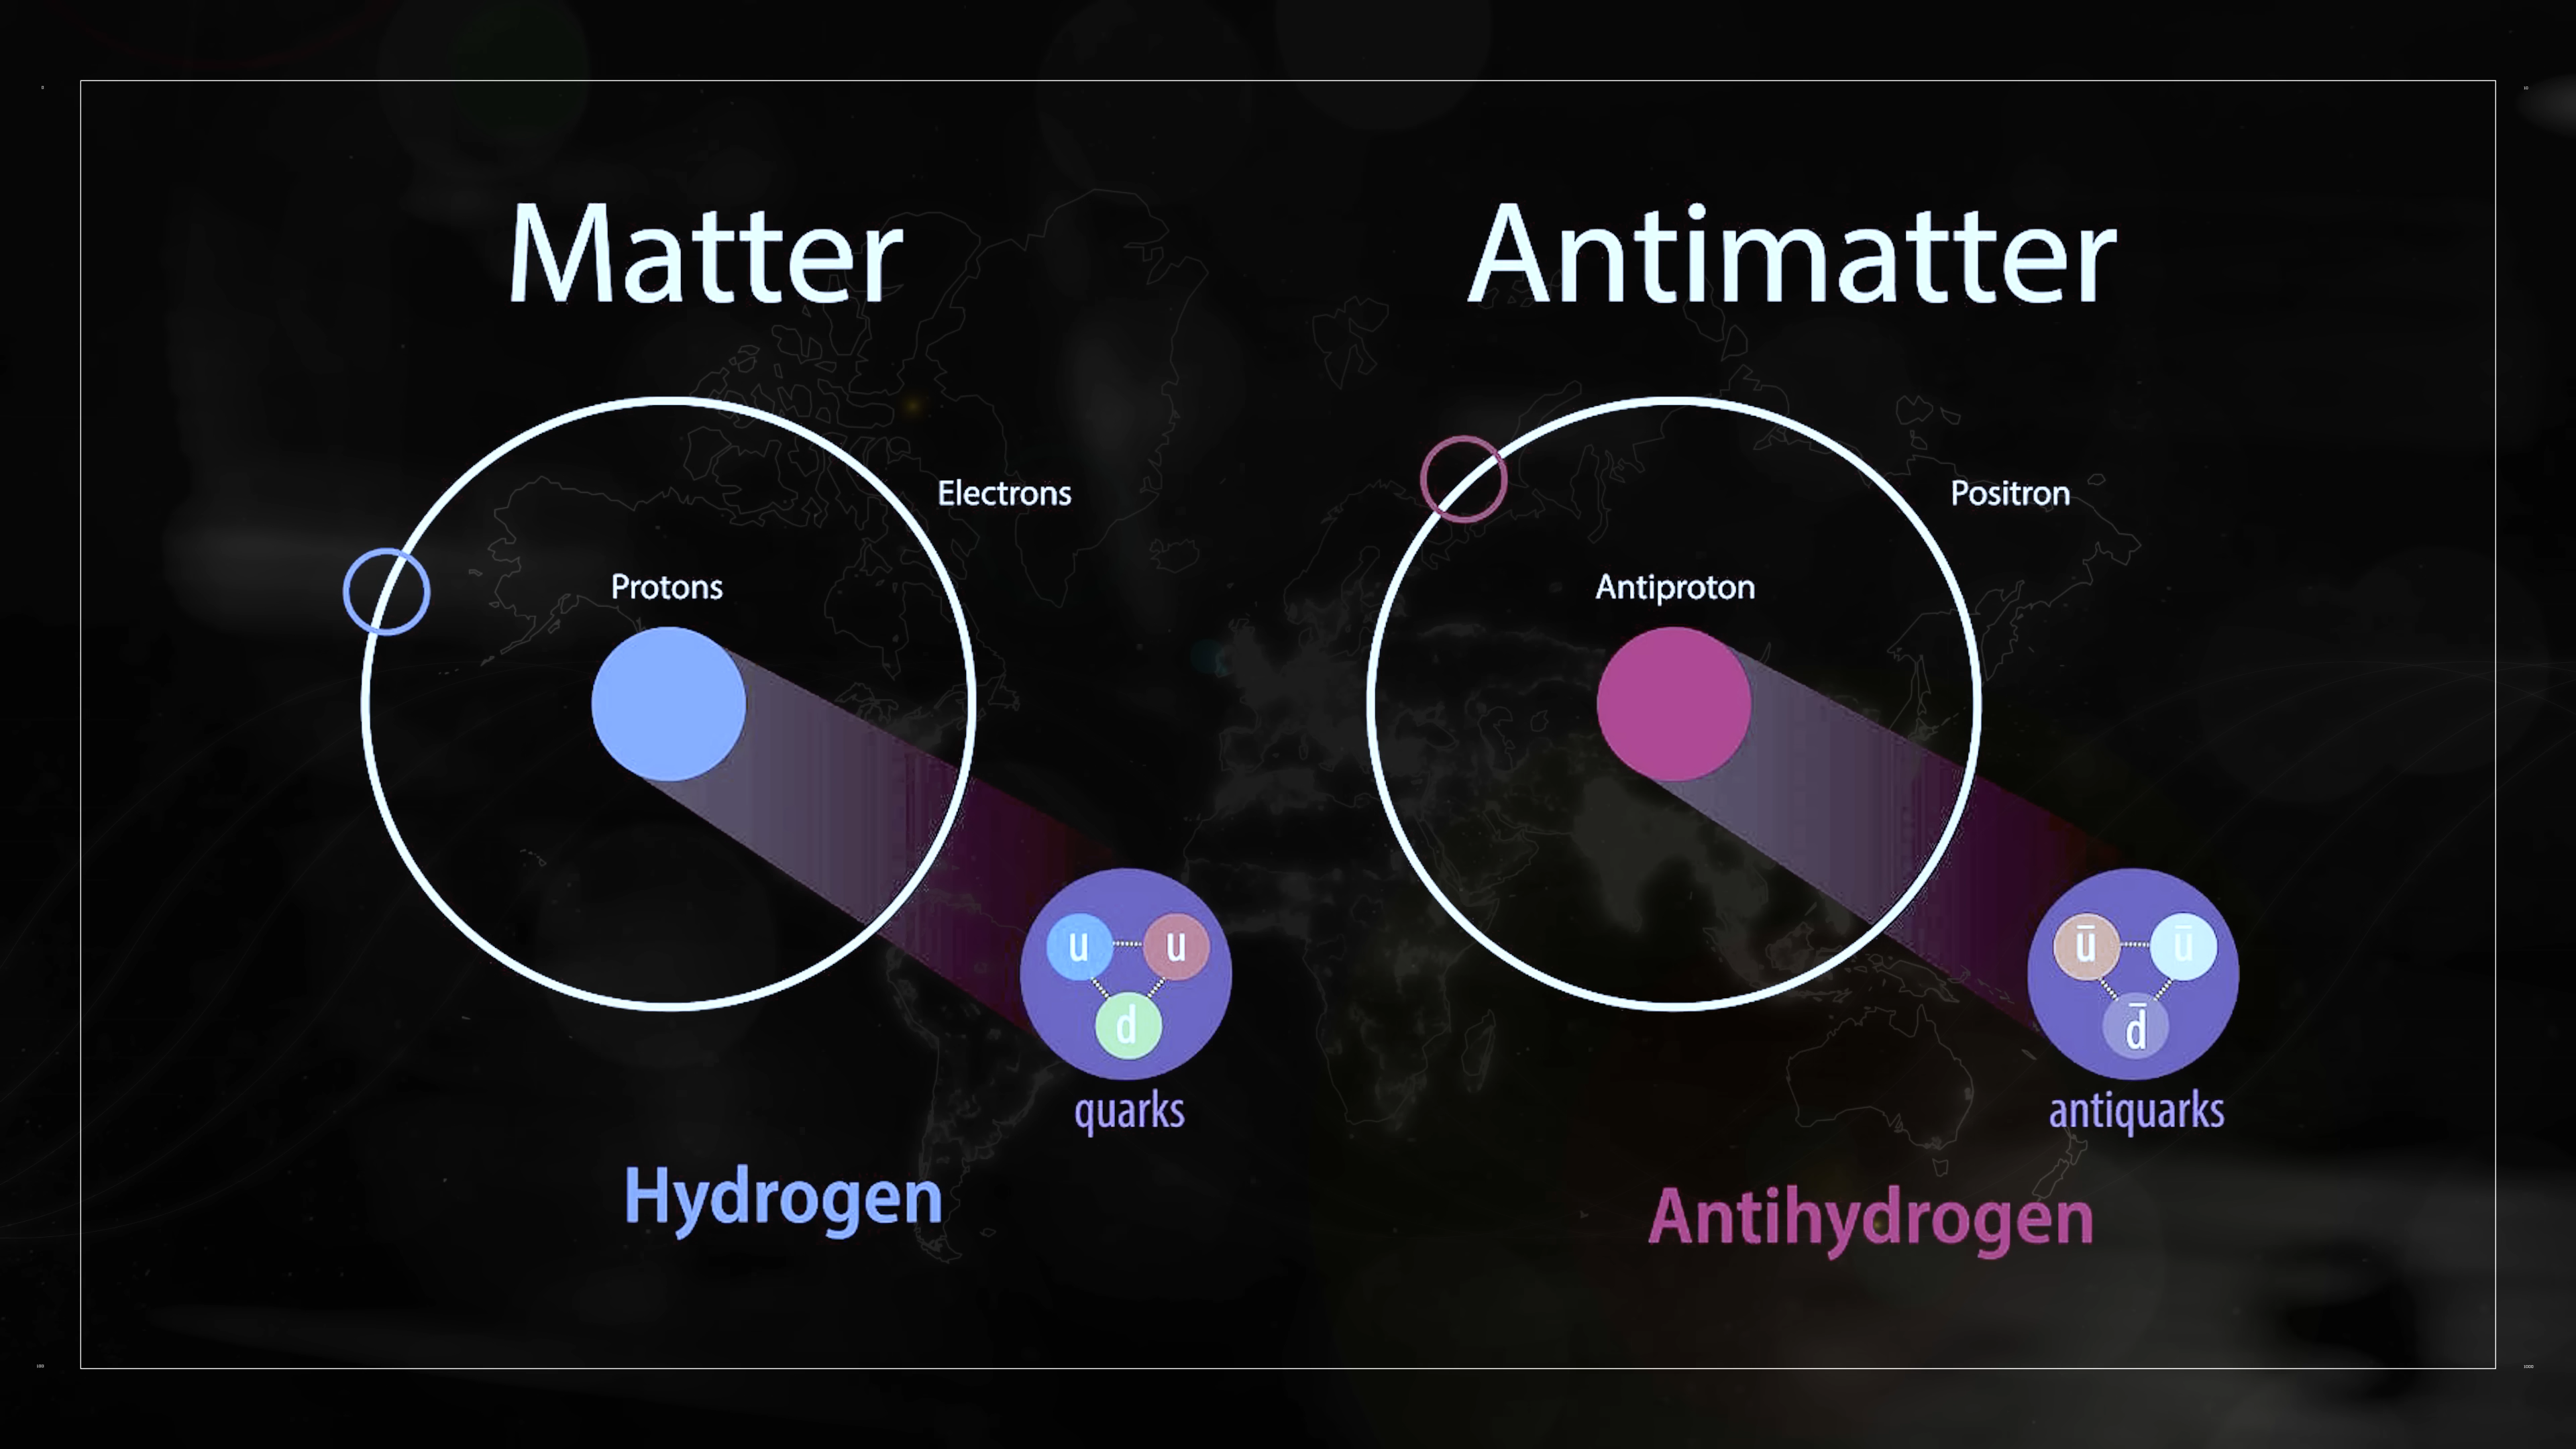 Matter
Antimatter
Electrons
Positron
Protons
Antiproton
u u
d
ū ū
d̄
quarks
antiquarks
Hydrogen
Antihydrogen